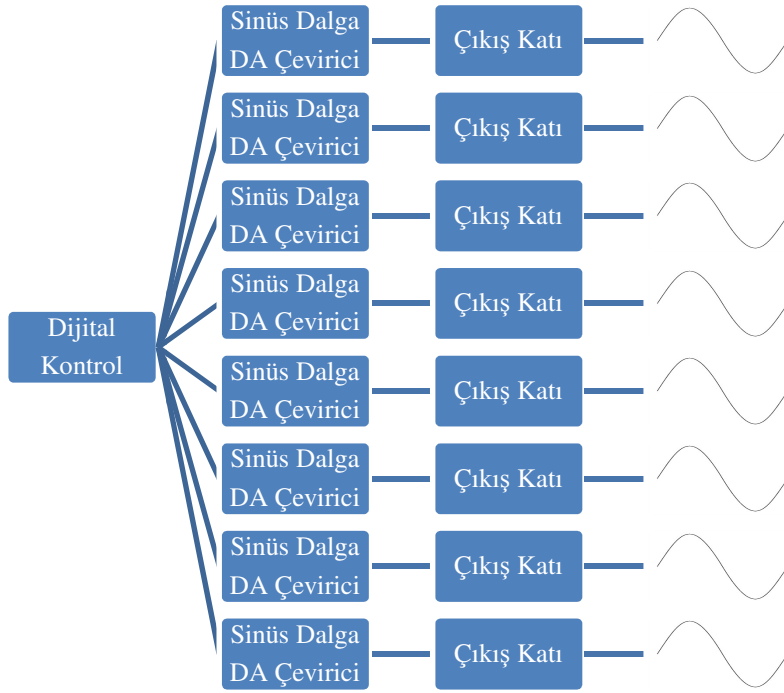 Sinüs Dalga
DA Çevirici
Çıkış Katı
Sinüs Dalga
DA Çevirici
Çıkış Katı
Sinüs Dalga
DA Çevirici
Çıkış Katı
Sinüs Dalga
DA Çevirici
Çıkış Katı
Dijital
Kontrol
Sinüs Dalga
DA Çevirici
Çıkış Katı
Sinüs Dalga
DA Çevirici
Çıkış Katı
Sinüs Dalga
DA Çevirici
Çıkış Katı
Sinüs Dalga
DA Çevirici
Çıkış Katı